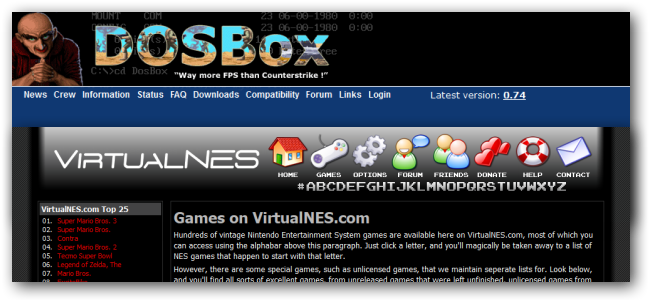 MOUNT COM 23 06-00-1980 0:00
23 06-00-1980 0:00
DOSBox
C:\>cd DosBox
"Way more FPS than Counterstrike !"
News Crew Information Status FAQ Downloads Compatibility Forum Links Login Latest version: 0.74
VIRTUALNES
HOME GAMES OPTIONS FORUM FRIENDS DONATE HELP CONTACT
#ABCDEFGHIJKLMNOPQRSTUVWXYZ
VirtualNES.com Top 25
01. Super Mario Bros. 3
02. Super Mario Bros.
03. Contra
04. Super Mario Bros. 2
05. Tecmo Super Bowl
06. Legend of Zelda, The
07. Mario Bros.
Games on VirtualNES.com
Hundreds of vintage Nintendo Entertainment System games are available here on VirtualNES.com, most of which you
can access using the alphabar above this paragraph. Just click a letter, and you'll magically be taken away to a list of
NES games that happen to start with that letter.
However, there are some special games, such as unlicensed games, that we maintain seperate lists for. Look below,
and you'll find all sorts of excellent games, from unreleased games that were left unfinished, unlicensed games from